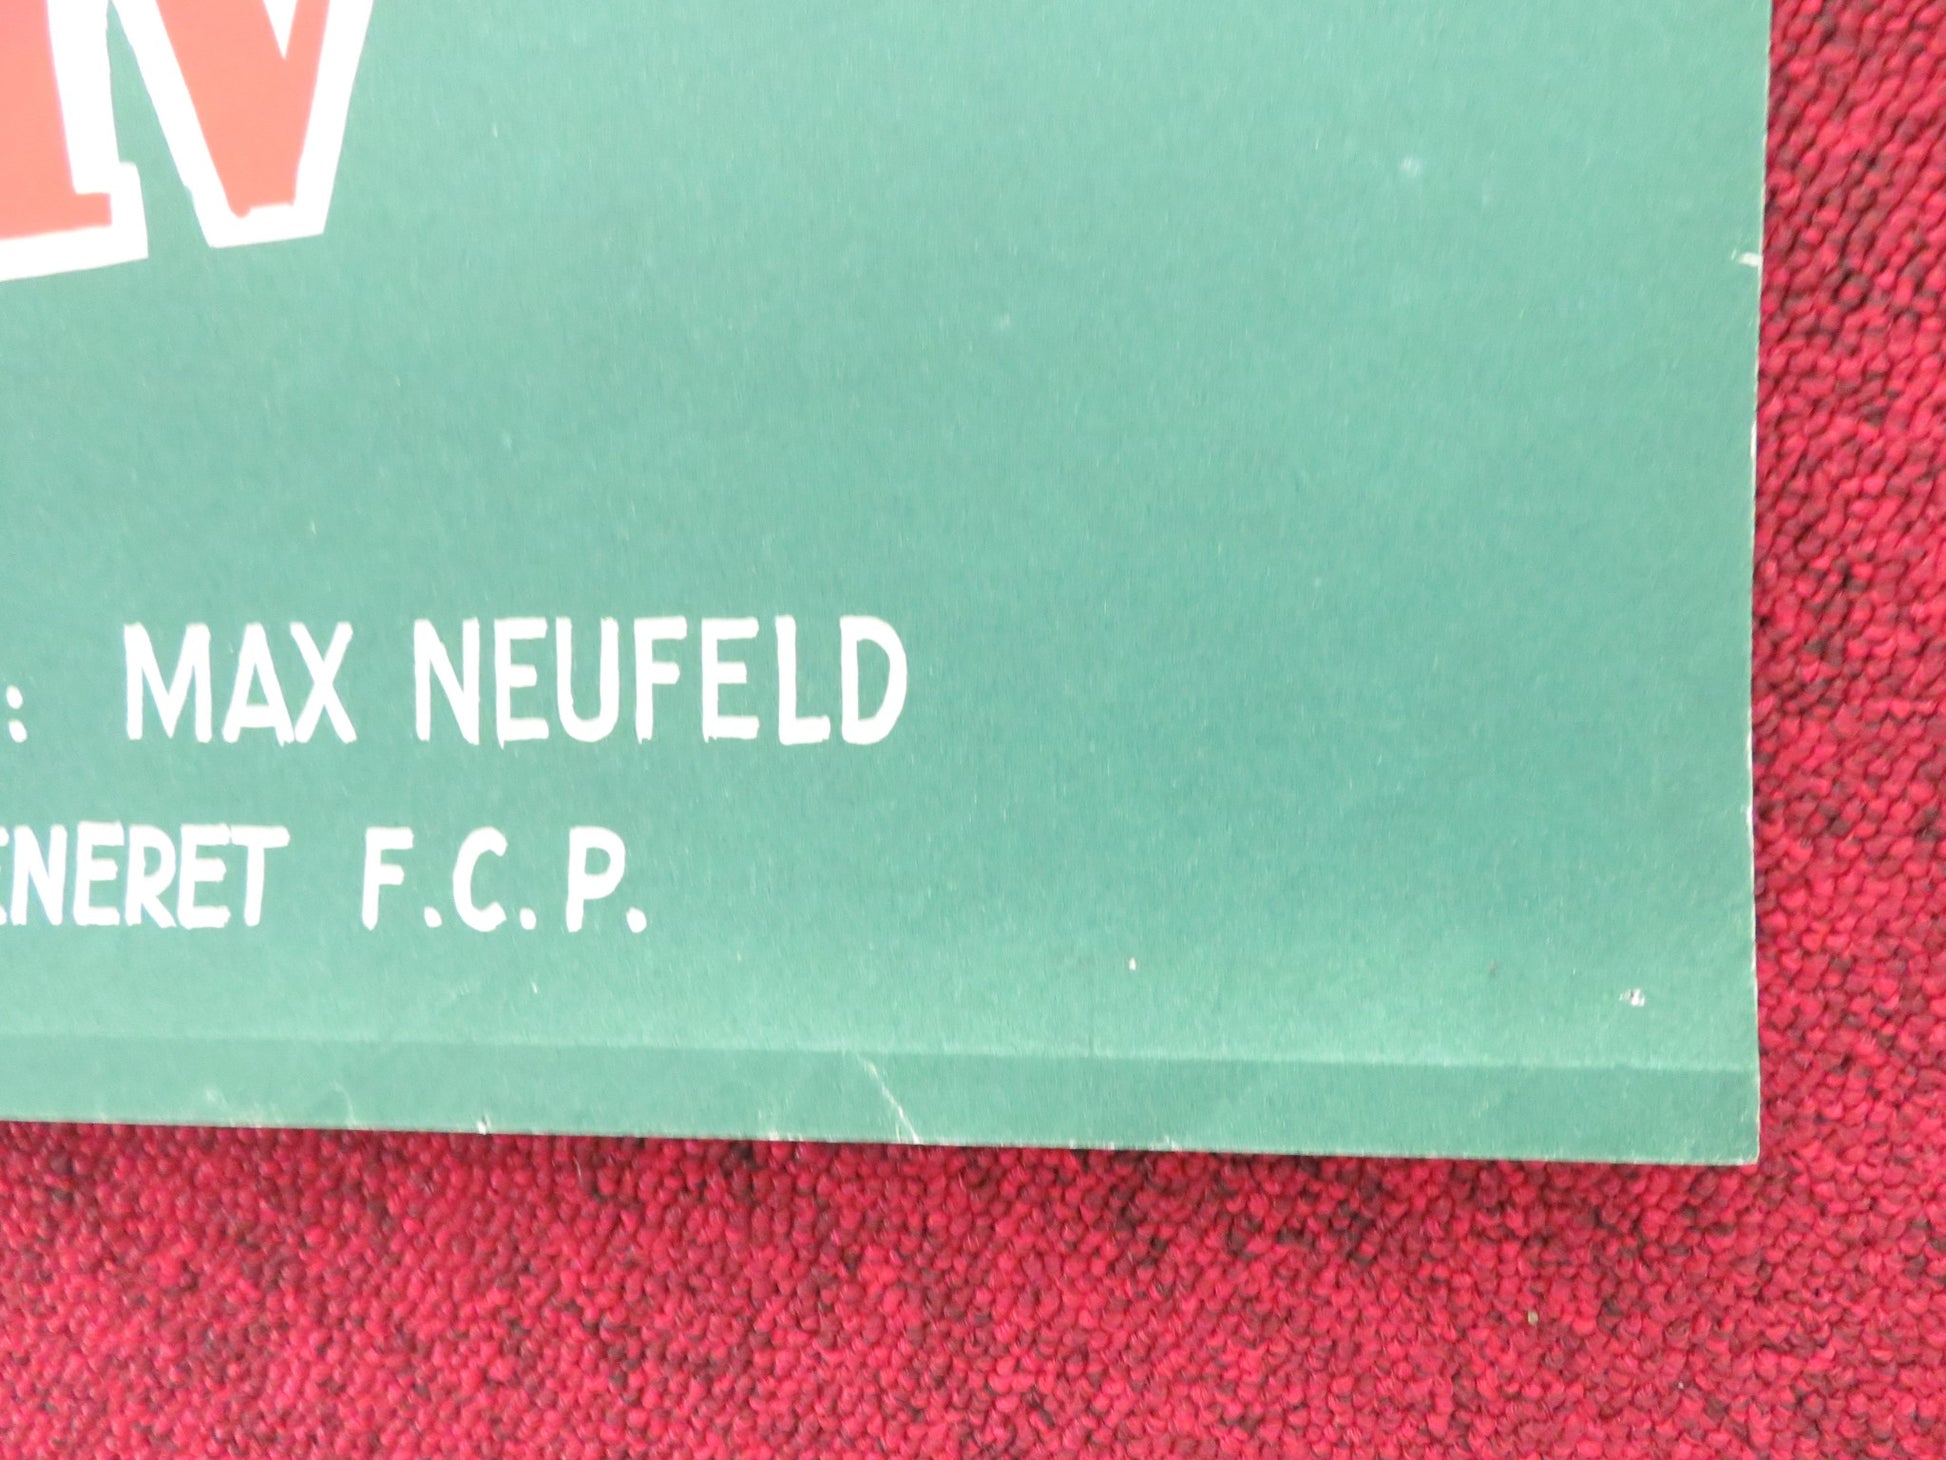 : MAX NEUFELD
ENERET F.C.P.